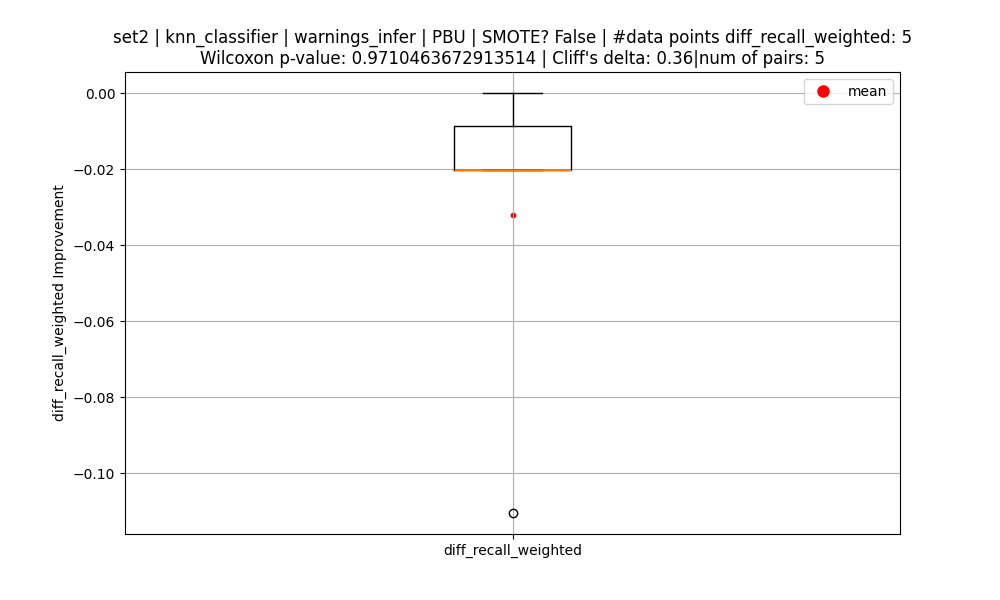 set2 | knn_classifier | warnings_infer | PBU | SMOTE? False | #data points diff_recall_weighted: 5
Wilcoxon p-value: 0.9710463672913514 | Cliff's delta: 0.36|num of pairs: 5
mean
0.00
−0.02
−0.04
−0.06
−0.08
−0.10
diff_recall_weighted Improvement
diff_recall_weighted